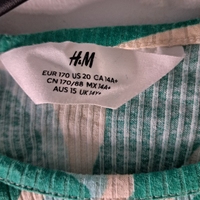 H&M
EUR 170 US 20 CA 14A+
CN 170/88 MX 14A+
AUS 15 UK 14Y+